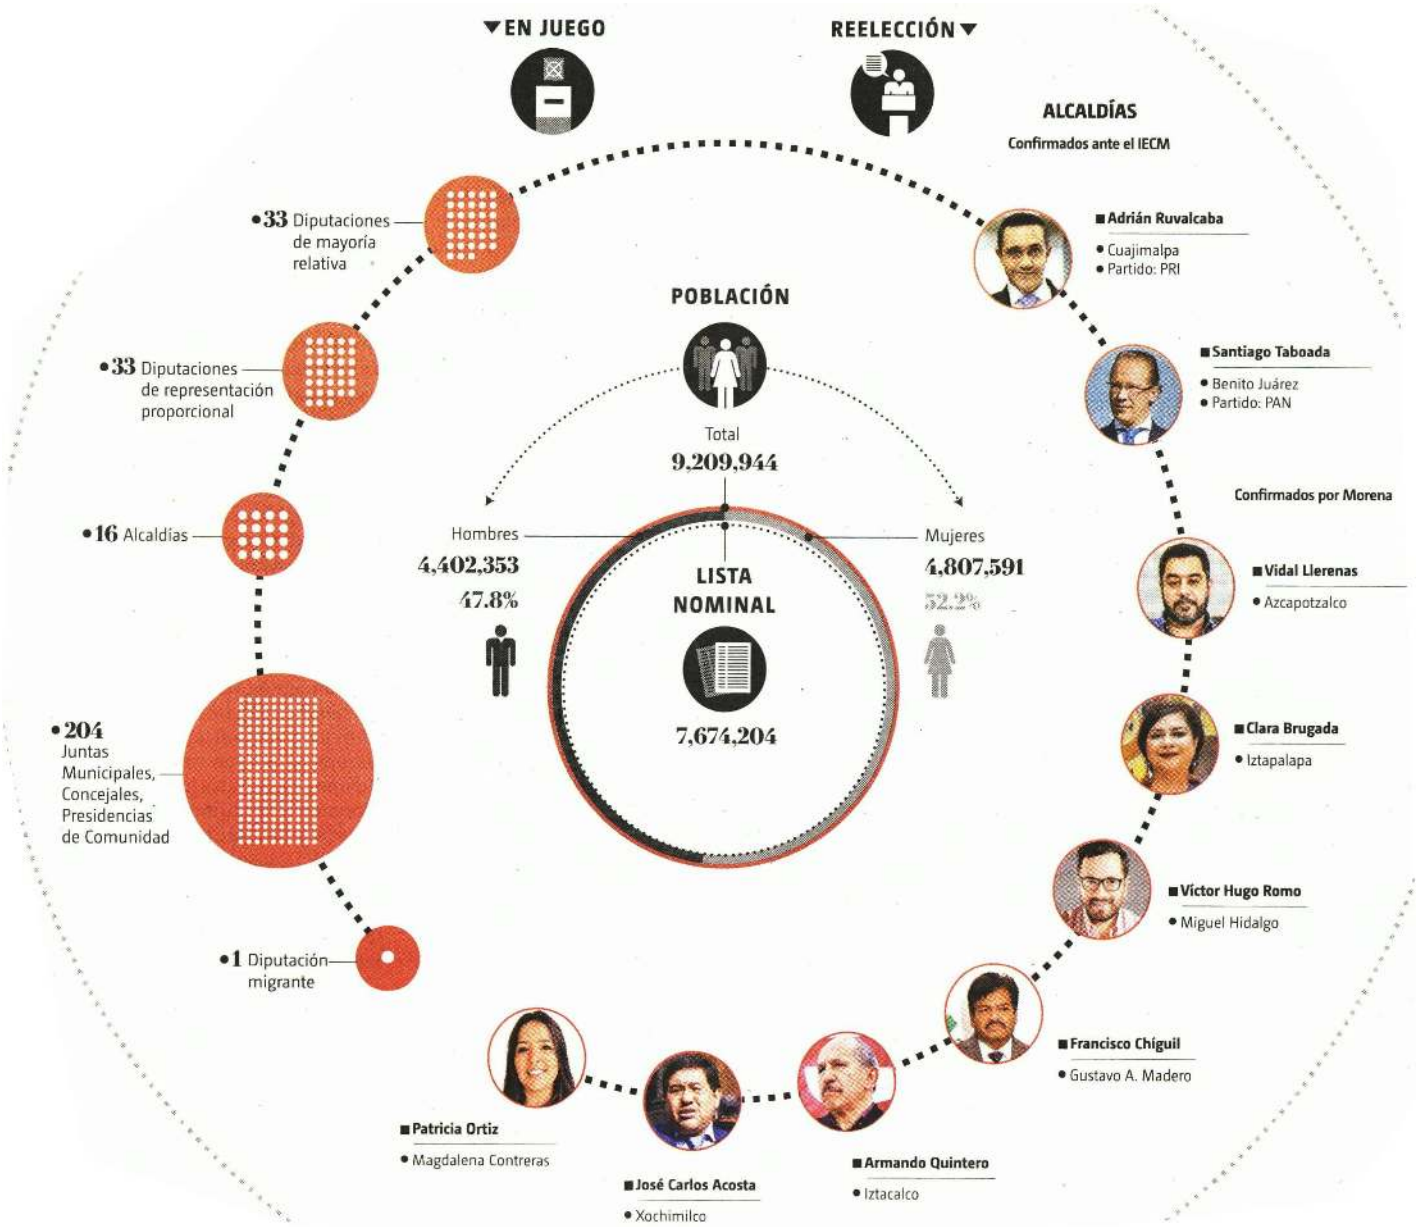 ▼EN JUEGO
REELECCIÓN▼
ALCALDÍAS
Confirmados ante el IECM
•33 Diputaciones
de mayoría
relativa
•33 Diputaciones
de representación
proporcional
•16 Alcaldías
•204
Juntas
Municipales,
Concejales,
Presidencias
de Comunidad
•1 Diputación
migrante
POBLACIÓN
Total
9,209,944
Hombres
4,402,353
47.8%
Mujeres
4,807,591
52.2%
LISTA
NOMINAL
7,674,204
■Adrián Ruvalcaba
• Cuajimalpa
• Partido: PRI
■Santiago Taboada
• Benito Juárez
• Partido: PAN
Confirmados por Morena
■Vidal Llerenas
• Azcapotzalco
■Clara Brugada
• Iztapalapa
■Víctor Hugo Romo
• Miguel Hidalgo
■Francisco Chíguil
• Gustavo A. Madero
■Armando Quintero
• Iztacalco
■José Carlos Acosta
• Xochimilco
■Patricia Ortiz
• Magdalena Contreras